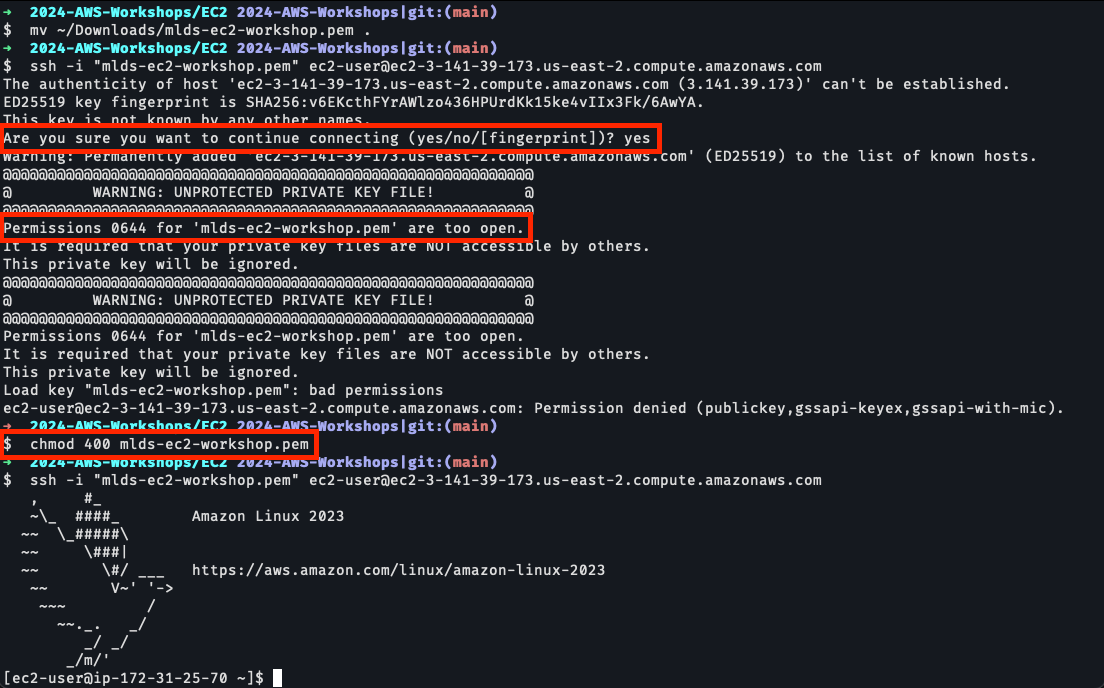 ➜  2024-AWS-Workshops/EC2 2024-AWS-Workshops|git:(main)
$  mv ~/Downloads/mlds-ec2-workshop.pem .
➜  2024-AWS-Workshops/EC2 2024-AWS-Workshops|git:(main)
$  ssh -i "mlds-ec2-workshop.pem" ec2-user@ec2-3-141-39-173.us-east-2.compute.amazonaws.com
The authenticity of host 'ec2-3-141-39-173.us-east-2.compute.amazonaws.com (3.141.39.173)' can't be established.
ED25519 key fingerprint is SHA256:v6EKcthFYrAWlzo436HPUrdKk15ke4vIIx3Fk/6AwYA.
This key is not known by any other names.
Are you sure you want to continue connecting (yes/no/[fingerprint])? yes
Warning: Permanently added 'ec2-3-141-39-173.us-east-2.compute.amazonaws.com' (ED25519) to the list of known hosts.
@@@@@@@@@@@@@@@@@@@@@@@@@@@@@@@@@@@@@@@@@@@@@@@@@@@@@@@@@@@
@         WARNING: UNPROTECTED PRIVATE KEY FILE!          @
@@@@@@@@@@@@@@@@@@@@@@@@@@@@@@@@@@@@@@@@@@@@@@@@@@@@@@@@@@@
Permissions 0644 for 'mlds-ec2-workshop.pem' are too open.
It is required that your private key files are NOT accessible by others.
This private key will be ignored.
@@@@@@@@@@@@@@@@@@@@@@@@@@@@@@@@@@@@@@@@@@@@@@@@@@@@@@@@@@@
@         WARNING: UNPROTECTED PRIVATE KEY FILE!          @
@@@@@@@@@@@@@@@@@@@@@@@@@@@@@@@@@@@@@@@@@@@@@@@@@@@@@@@@@@@
Permissions 0644 for 'mlds-ec2-workshop.pem' are too open.
It is required that your private key files are NOT accessible by others.
This private key will be ignored.
Load key "mlds-ec2-workshop.pem": bad permissions
ec2-user@ec2-3-141-39-173.us-east-2.compute.amazonaws.com: Permission denied (publickey,gssapi-keyex,gssapi-with-mic).
➜  2024-AWS-Workshops/EC2 2024-AWS-Workshops|git:(main)
$  chmod 400 mlds-ec2-workshop.pem
➜  2024-AWS-Workshops/EC2 2024-AWS-Workshops|git:(main)
$  ssh -i "mlds-ec2-workshop.pem" ec2-user@ec2-3-141-39-173.us-east-2.compute.amazonaws.com
   ,     #_
   ~\_  ####_        Amazon Linux 2023
  ~~  \_#####\
  ~~     \###|
  ~~       \#/ ___   https://aws.amazon.com/linux/amazon-linux-2023
   ~~       V~' '->
    ~~~         /
      ~~._.   _/
         _/ _/
       _/m/'
[ec2-user@ip-172-31-25-70 ~]$